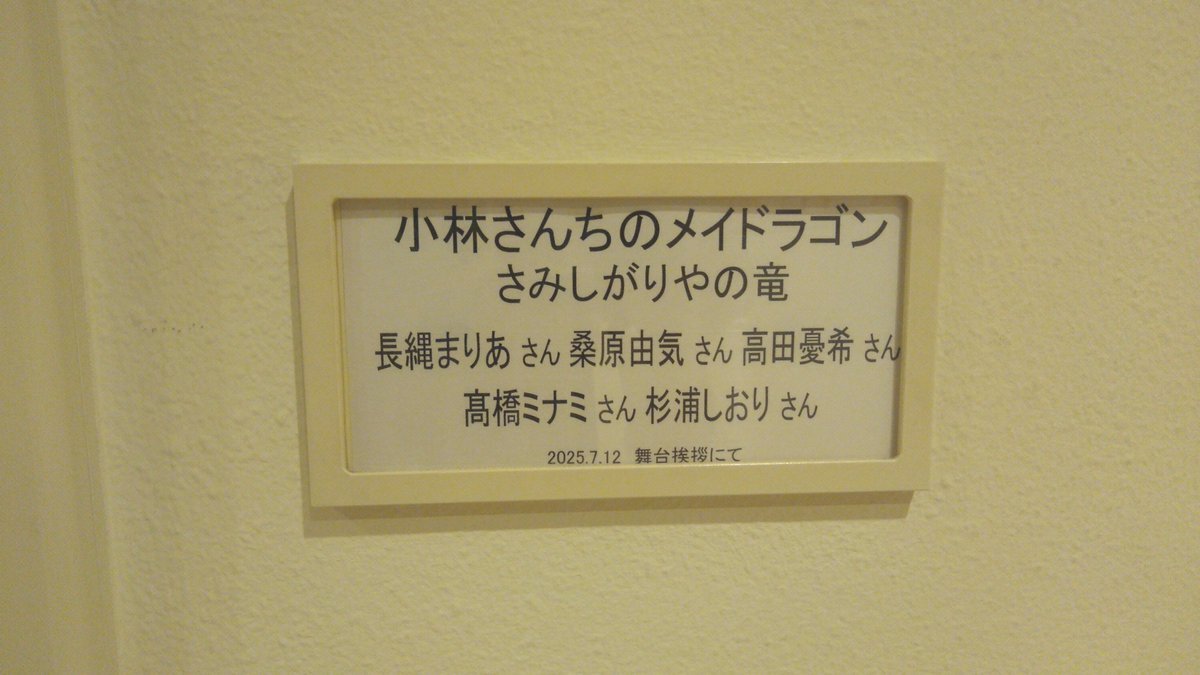 小林さんちのメイドラゴン
さみしがりやの竜
長縄まりあ さん 桑原由気 さん 高田憂希 さん
髙橋ミナミ さん 杉浦しおり さん
2025.7.12 舞台挨拶にて